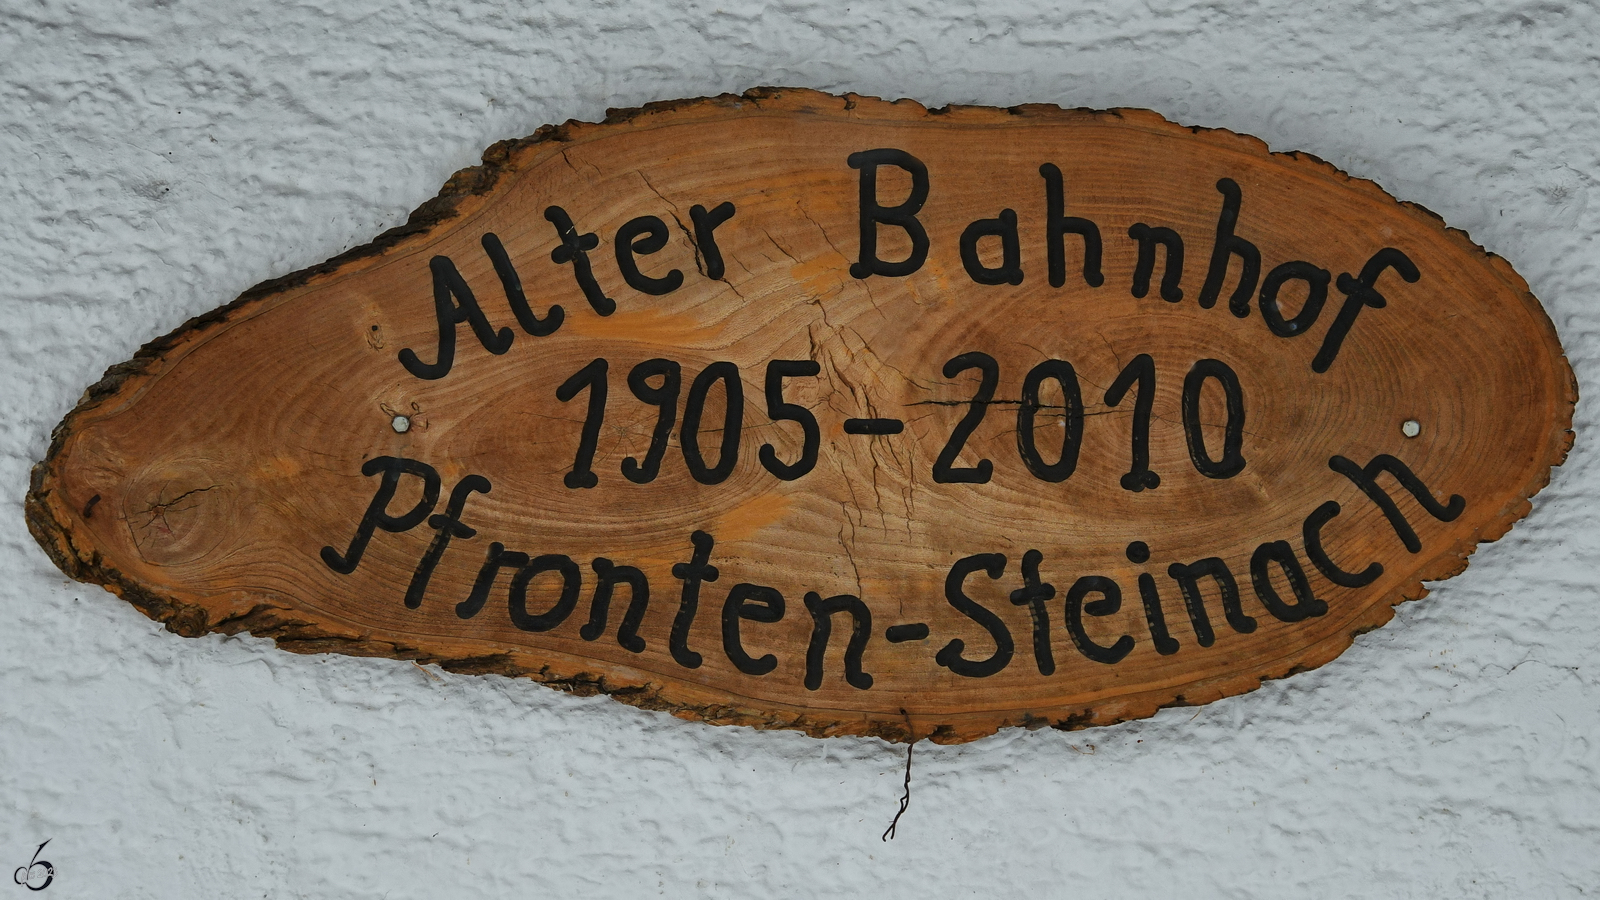 Alter Bahnhof
1905-2010
Pfronten-Steinach